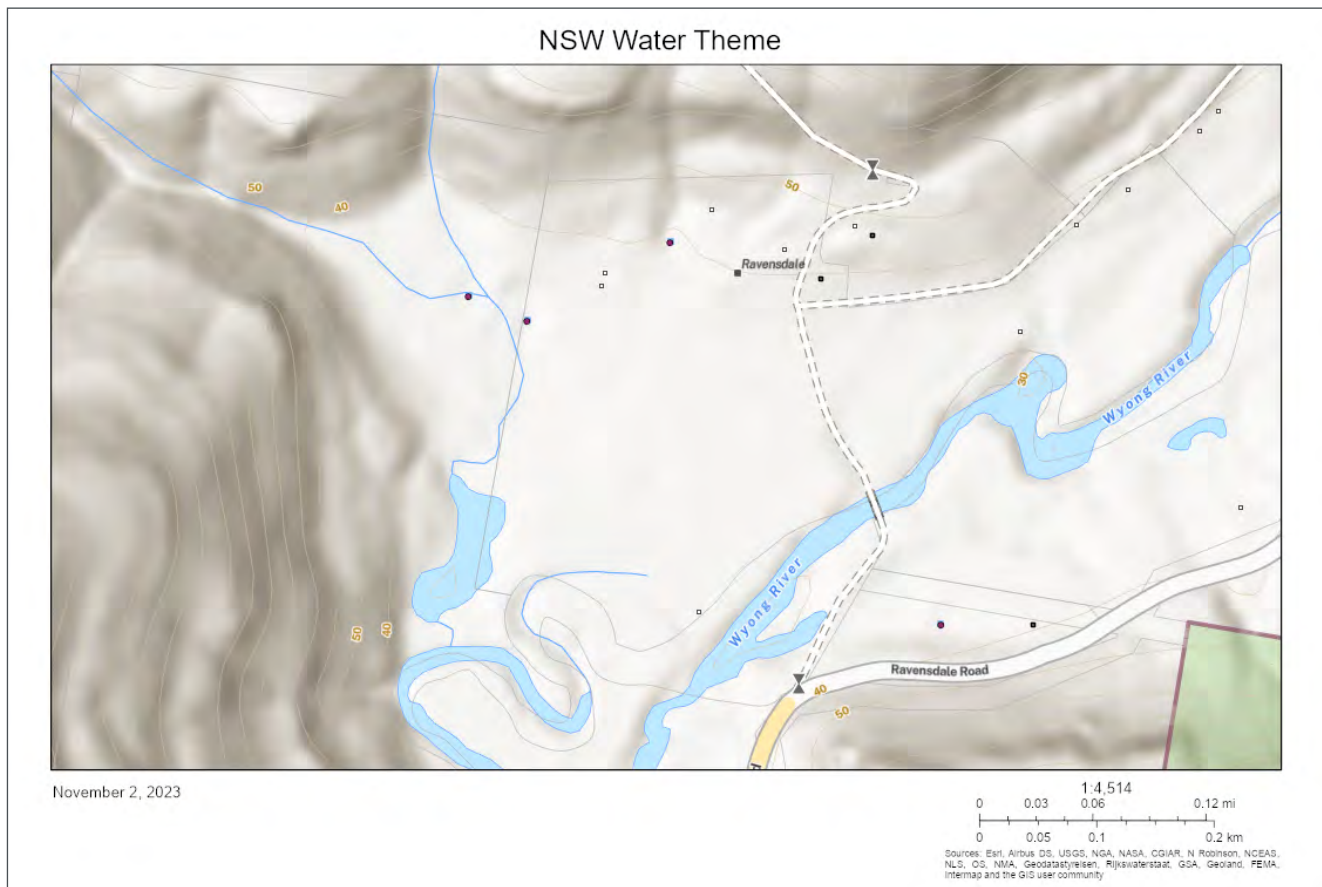 NSW Water Theme
50
40
50
Ravensdale
30
Wyong River
Wyong River
50
40
Ravensdale Road
40
50
R
November 2, 2023
1:4,514
0 0.03 0.06 0.12 mi
0 0.05 0.1 0.2 km
Sources: Esri, Airbus DS, USGS, NGA, NASA, CGIAR, N Robinson, NCEAS,
NLS, OS, NMA, Geodatastyrelsen, Rijkswaterstaat, GSA, Geoland, FEMA,
Intermap and the GIS user community